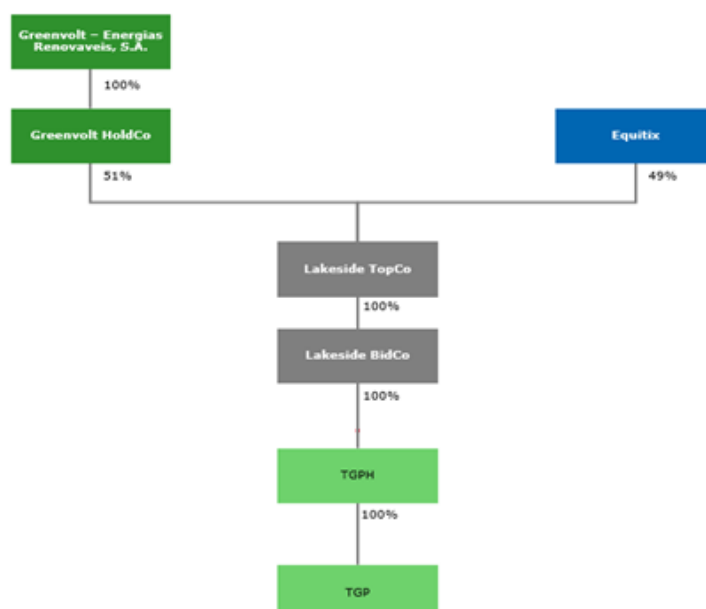 Greenvolt – Energias
Renovaveis, S.A.
100%
Greenvolt HoldCo
Equitix
51%
49%
Lakeside TopCo
100%
Lakeside BidCo
100%
TGPH
100%
TGP